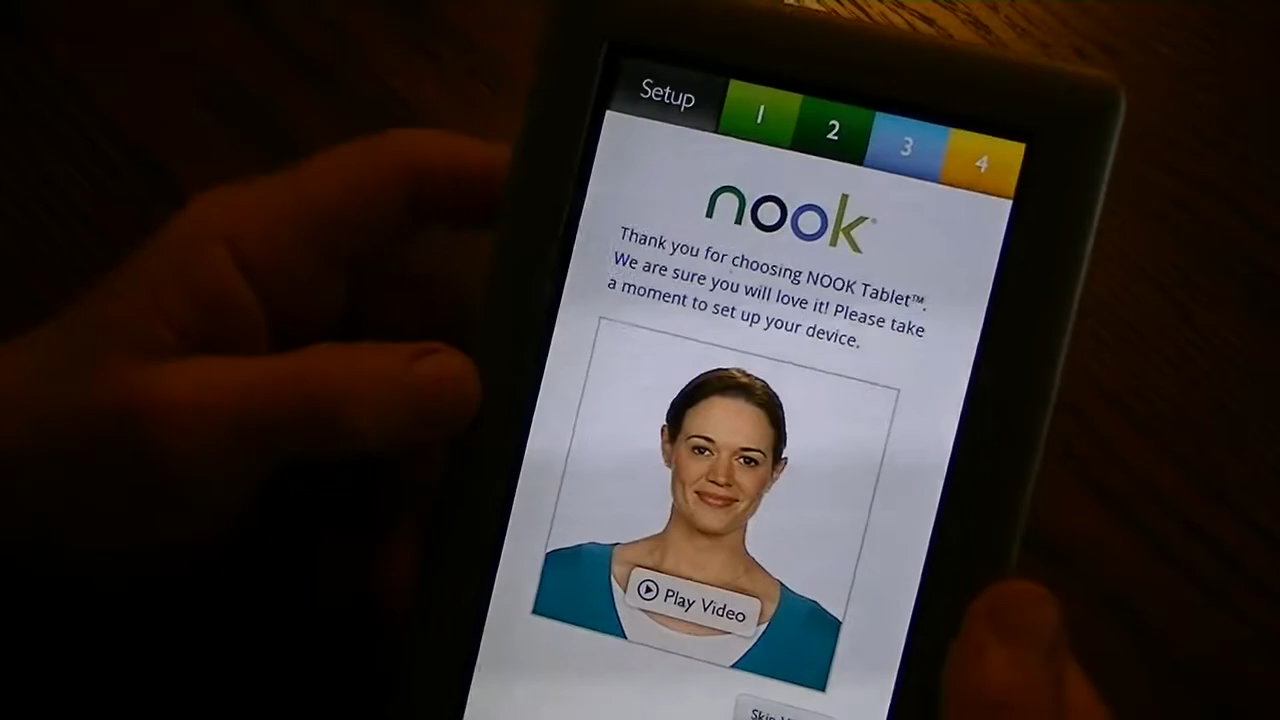 Setup 1 2 3 4
nook
Thank you for choosing NOOK Tablet™.
We are sure you will love it! Please take
a moment to set up your device.
Play Video
Skip